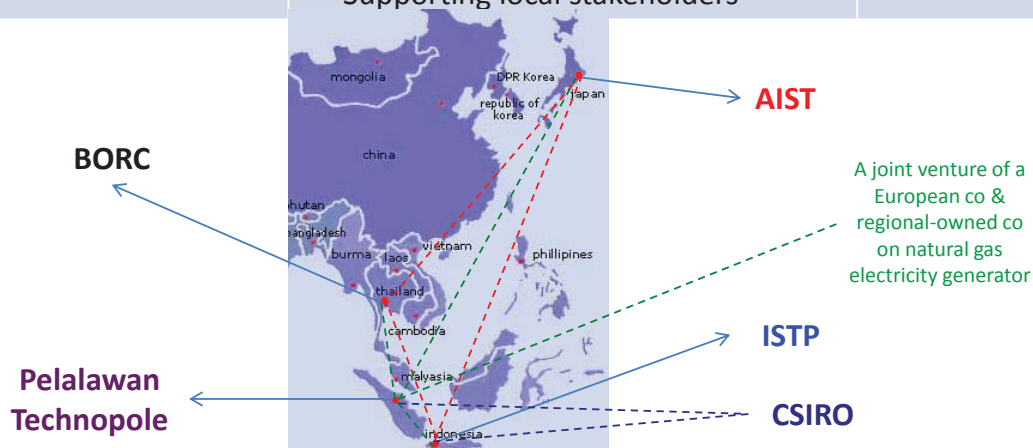 Supporting local stakeholders
mongolia
DPR Korea
japan
republic of
korea
china
BORC
AIST
bhutan
bangladesh
burma
laos
vietnam
phillipines
thailand
cambodia
malyasia
indonesia
A joint venture of a
European co &
regional-owned co
on natural gas
electricity generator
ISTP
Pelalawan
Technopole
CSIRO